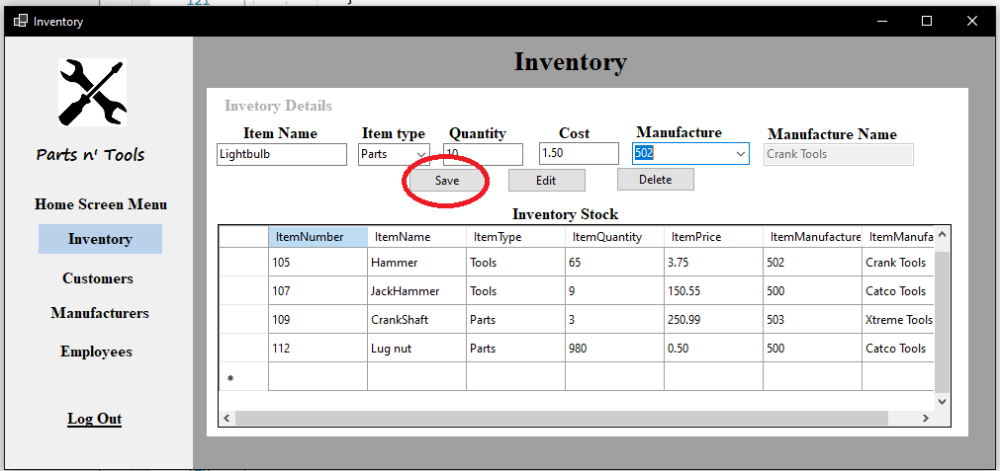 121
Inventory
Inventory
Parts n' Tools
Home Screen Menu
Inventory
Customers
Manufacturers
Employees
Log Out
Invetory Details
Item Name Item type Quantity Cost Manufacture Manufacture Name
Lightbulb Parts 10 1.50 502 Crank Tools
Save Edit Delete
Inventory Stock
ItemNumber ItemName ItemType ItemQuantity ItemPrice ItemManufacture ItemManufa
105 Hammer Tools 65 3.75 502 Crank Tools
107 JackHammer Tools 9 150.55 500 Catco Tools
109 CrankShaft Parts 3 250.99 503 Xtreme Tools
112 Lug nut Parts 980 0.50 500 Catco Tools
*